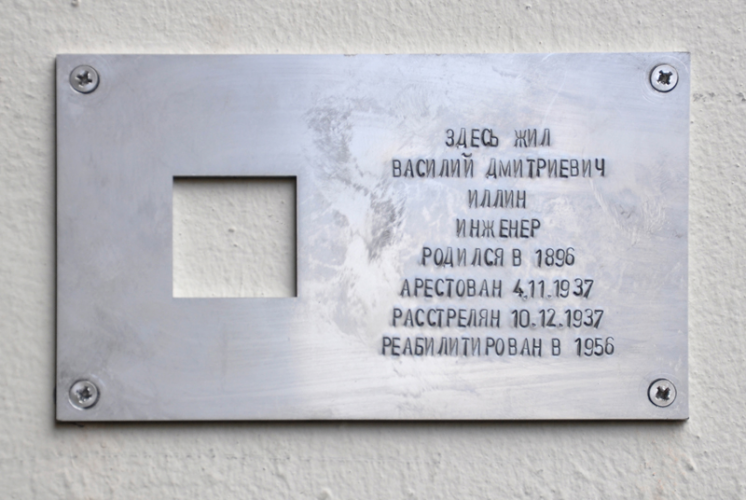 ЗДЕСЬ ЖИЛ
ВАСИЛИЙ ДМИТРИЕВИЧ
ИЛЛИН
ИНЖЕНЕР
РОДИЛСЯ В 1896
АРЕСТОВАН 4.11.1937
РАССТРЕЛЯН 10.12.1937
РЕАБИЛИТИРОВАН В 1956